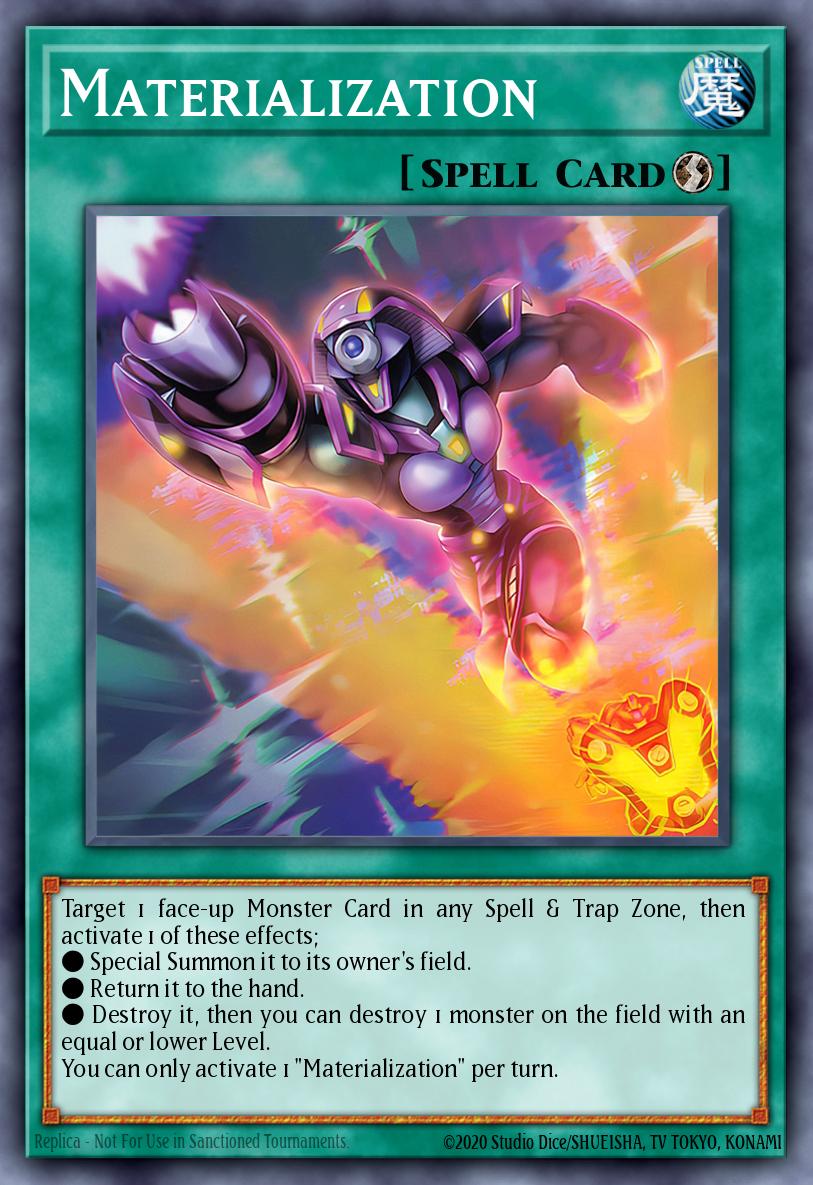 Materialization
SPELL
魔
[Spell Card]
Target 1 face-up Monster Card in any Spell & Trap Zone, then
activate 1 of these effects;
● Special Summon it to its owner's field.
● Return it to the hand.
● Destroy it, then you can destroy 1 monster on the field with an
equal or lower Level.
You can only activate 1 "Materialization" per turn.
Replica - Not For Use in Sanctioned Tournaments.
©2020 Studio Dice/SHUEISHA, TV TOKYO, KONAMI